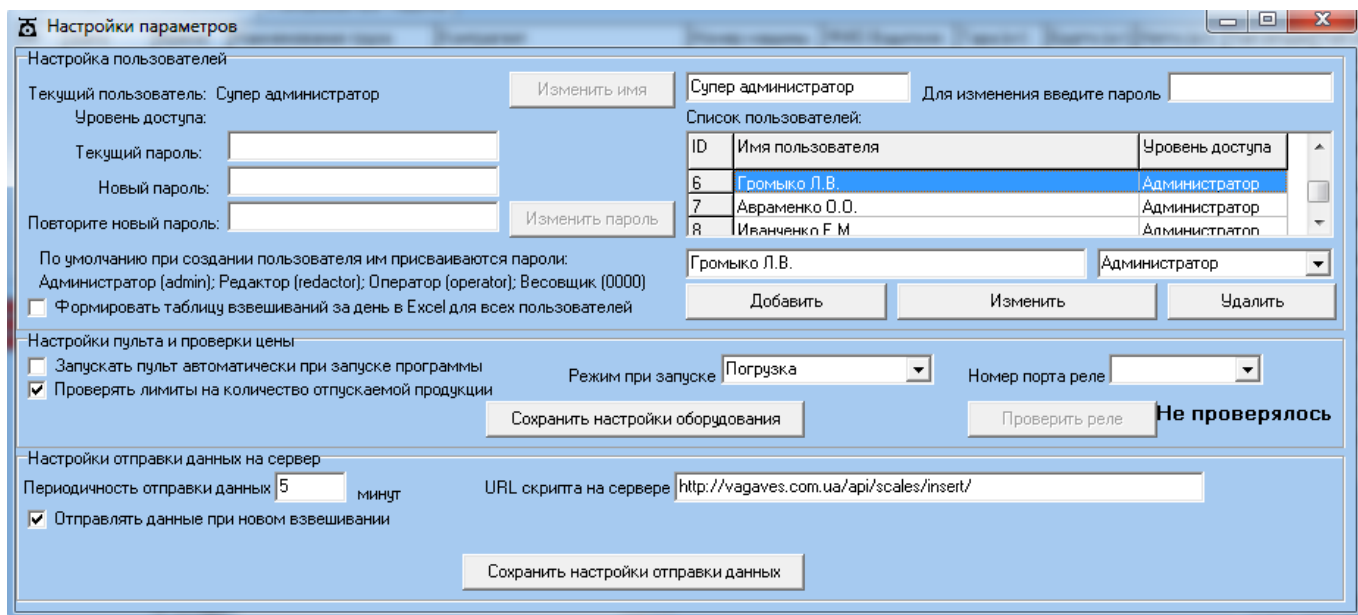 Настройки параметров
Настройка пользователей
Текущий пользователь: Супер администратор
Изменить имя
Супер администратор
Для изменения введите пароль
Уровень доступа:
Список пользователей:
Текущий пароль:
Новый пароль:
Повторите новый пароль:
Изменить пароль
ID Имя пользователя Уровень доступа
6 Громыко Л.В. Администратор
7 Авраменко О.О. Администратор
8 Иванченко Е.М. Администратор
По умолчанию при создании пользователя им присваиваются пароли:
Администратор (admin); Редактор (redactor); Оператор (operator); Весовщик (0000)
Громыко Л.В.
Администратор
Формировать таблицу взвешиваний за день в Excel для всех пользователей
Добавить
Изменить
Удалить
Настройки пульта и проверки цены
Запускать пульт автоматически при запуске программы
Проверять лимиты на количество отпускаемой продукции
Режим при запуске Погрузка
Номер порта реле
Сохранить настройки оборудования
Проверить реле
Не проверялось
Настройки отправки данных на сервер
Периодичность отправки данных 5 минут
URL скрипта на сервере http://vagaves.com.ua/api/scales/insert/
Отправлять данные при новом взвешивании
Сохранить настройки отправки данных